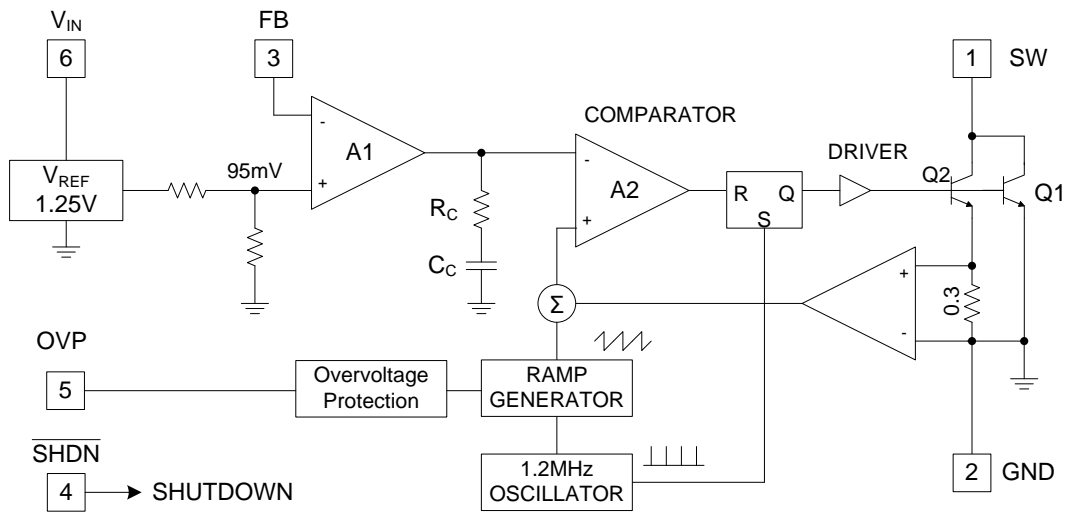 V_IN
6
FB
3
1
SW
COMPARATOR
DRIVER
V_REF
1.25V
95mV
-
A1
+
-
A2
+
R
Q
S
Q2
Q1
R_C
C_C
Σ
+
0.3
-
OVP
5
Overvoltage
Protection
RAMP
GENERATOR
SHDN
4
SHUTDOWN
1.2MHz
OSCILLATOR
2
GND